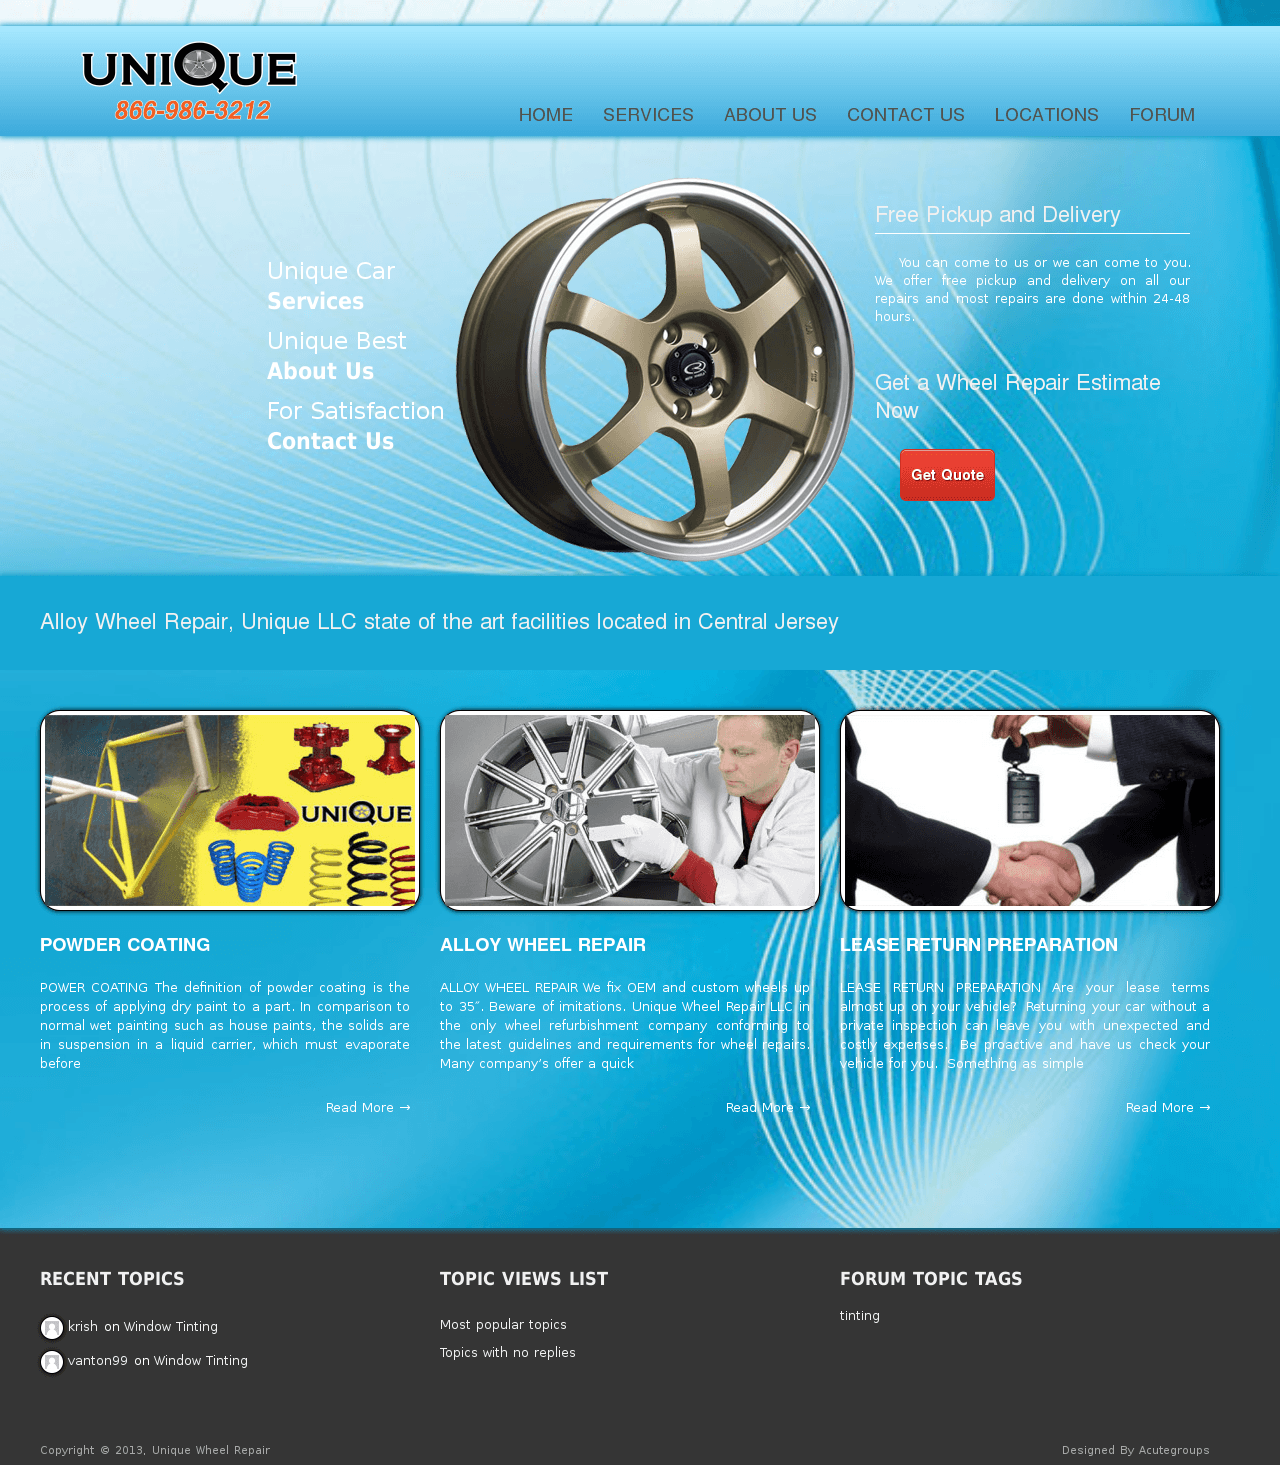 UNIQUE
866-986-3212
HOME SERVICES ABOUT US CONTACT US LOCATIONS FORUM
Unique Car
Services
Unique Best
About Us
For Satisfaction
Contact Us
Free Pickup and Delivery
You can come to us or we can come to you.
We offer free pickup and delivery on all our
repairs and most repairs are done within 24-48
hours.
Get a Wheel Repair Estimate
Now
Get Quote
Alloy Wheel Repair, Unique LLC state of the art facilities located in Central Jersey
UNIQUE
POWDER COATING
POWER COATING The definition of powder coating is the
process of applying dry paint to a part. In comparison to
normal wet painting such as house paints, the solids are
in suspension in a liquid carrier, which must evaporate
before
Read More →
ALLOY WHEEL REPAIR
ALLOY WHEEL REPAIR We fix OEM and custom wheels up
to 35″. Beware of imitations. Unique Wheel Repair LLC in
the only wheel refurbishment company conforming to
the latest guidelines and requirements for wheel repairs.
Many company’s offer a quick
Read More →
LEASE RETURN PREPARATION
LEASE RETURN PREPARATION Are your lease terms
almost up on your vehicle? Returning your car without a
private inspection can leave you with unexpected and
costly expenses. Be proactive and have us check your
vehicle for you. Something as simple
Read More →
RECENT TOPICS
krish on Window Tinting
vanton99 on Window Tinting
TOPIC VIEWS LIST
Most popular topics
Topics with no replies
FORUM TOPIC TAGS
tinting
Copyright © 2013, Unique Wheel Repair
Designed By Acutegroups